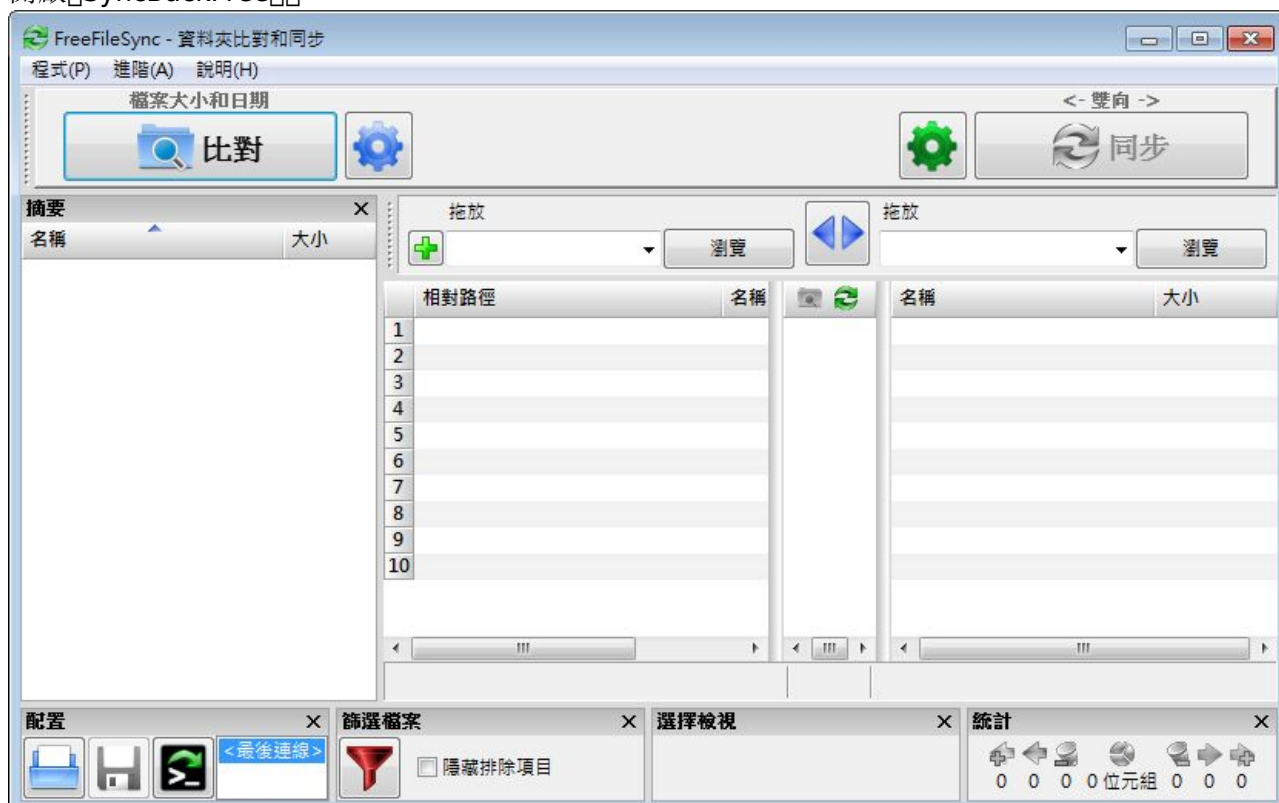 FreeFileSync - 資料夾比對和同步
程式(P) 進階(A) 說明(H)
檔案大小和日期
<- 雙向 ->
比對
同步
摘要
名稱 大小
拖放
瀏覽
拖放
瀏覽
相對路徑 名稱
名稱 大小
1
2
3
4
5
6
7
8
9
10
配置
<最後連線>
篩選檔案
隱藏排除項目
選擇檢視
統計
0 0 0 0位元組 0 0 0